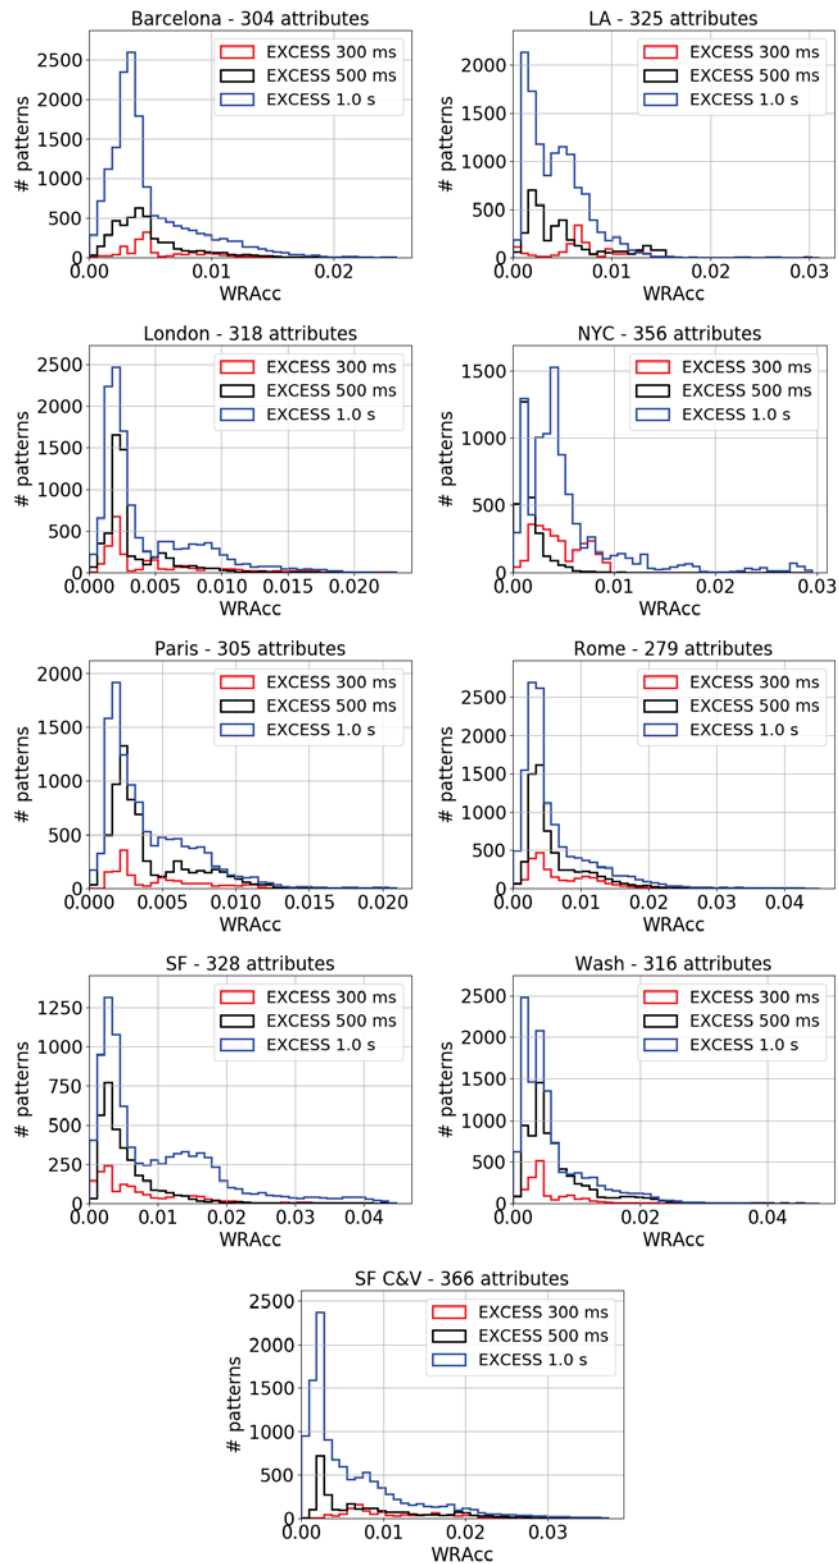 Barcelona - 304 attributes
EXCESS 300 ms
EXCESS 500 ms
EXCESS 1.0 s
# patterns
2500
2000
1500
1000
500
0
0.00 0.01 0.02
WRAcc
LA - 325 attributes
EXCESS 300 ms
EXCESS 500 ms
EXCESS 1.0 s
# patterns
2000
1500
1000
500
0
0.00 0.01 0.02 0.03
WRAcc
London - 318 attributes
EXCESS 300 ms
EXCESS 500 ms
EXCESS 1.0 s
# patterns
2500
2000
1500
1000
500
0
0.000 0.005 0.010 0.015 0.020
WRAcc
NYC - 356 attributes
EXCESS 300 ms
EXCESS 500 ms
EXCESS 1.0 s
# patterns
1500
1000
500
0
0.00 0.01 0.02 0.03
WRAcc
Paris - 305 attributes
EXCESS 300 ms
EXCESS 500 ms
EXCESS 1.0 s
# patterns
2000
1500
1000
500
0
0.000 0.005 0.010 0.015 0.020
WRAcc
Rome - 279 attributes
EXCESS 300 ms
EXCESS 500 ms
EXCESS 1.0 s
# patterns
2500
2000
1500
1000
500
0
0.00 0.01 0.02 0.03 0.04
WRAcc
SF - 328 attributes
EXCESS 300 ms
EXCESS 500 ms
EXCESS 1.0 s
# patterns
1250
1000
750
500
250
0
0.00 0.01 0.02 0.03 0.04
WRAcc
Wash - 316 attributes
EXCESS 300 ms
EXCESS 500 ms
EXCESS 1.0 s
# patterns
2500
2000
1500
1000
500
0
0.00 0.02 0.04
WRAcc
SF C&V - 366 attributes
EXCESS 300 ms
EXCESS 500 ms
EXCESS 1.0 s
# patterns
2500
2000
1500
1000
500
0
0.00 0.01 0.02 0.03
WRAcc